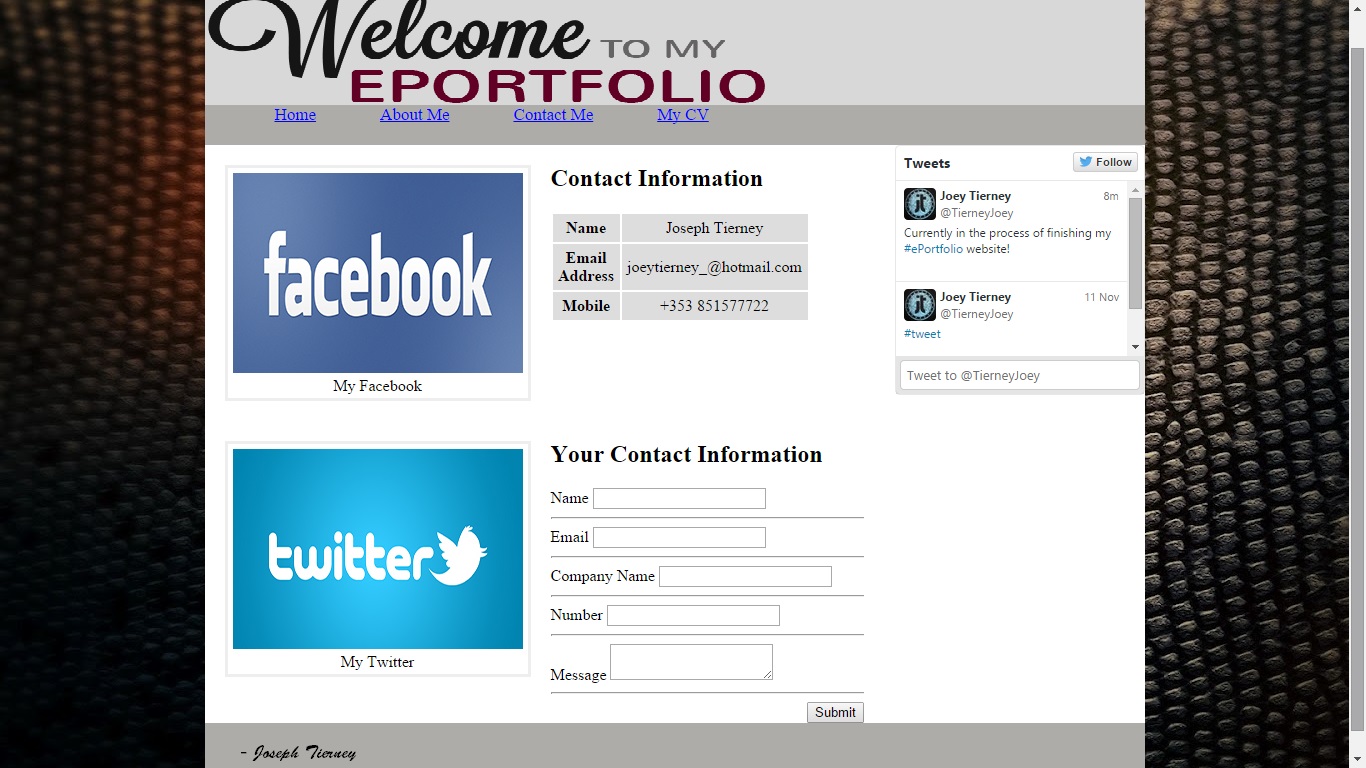 Welcome TO MY
EPORTFOLIO
Home About Me Contact Me My CV
facebook
My Facebook
Contact Information
Name Joseph Tierney
Email Address joeytierney_@hotmail.com
Mobile +353 851577722
Tweets Follow
Joey Tierney 8m
@TierneyJoey
Currently in the process of finishing my
#ePortfolio website!
Joey Tierney 11 Nov
@TierneyJoey
#tweet
Tweet to @TierneyJoey
twitter
My Twitter
Your Contact Information
Name
Email
Company Name
Number
Message
Submit
- Joseph Tierney